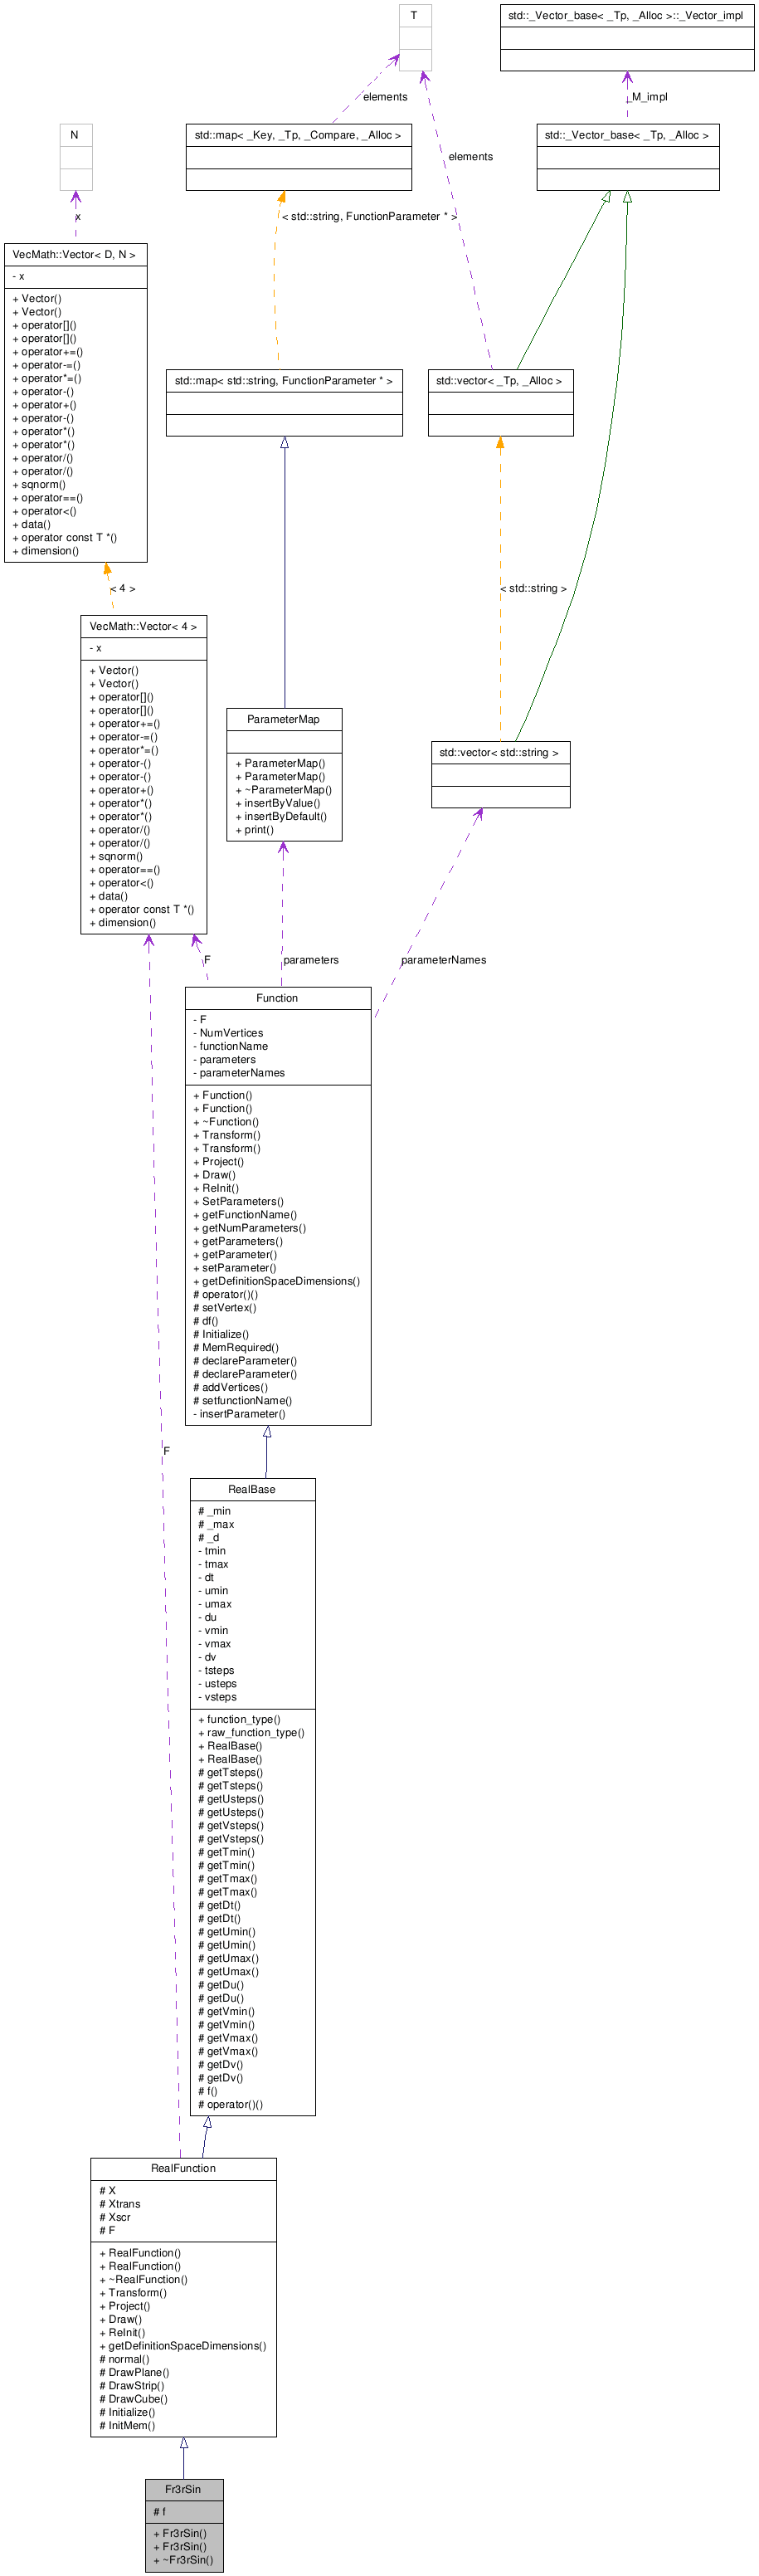 T
std::_Vector_base< _Tp, _Alloc >::_Vector_impl
elements
_M_impl
N
std::map< _Key, _Tp, _Compare, _Alloc >
std::_Vector_base< _Tp, _Alloc >
elements
x
< std::string, FunctionParameter * >
VecMath::Vector< D, N >
- x
+ Vector()
+ Vector()
+ operator[]()
+ operator[]()
+ operator+=()
+ operator-=()
+ operator*=()
+ operator-()
+ operator+()
+ operator-()
+ operator*()
+ operator*()
+ operator/()
+ operator/()
+ sqnorm()
+ operator==()
+ operator<()
+ data()
+ operator const T *()
+ dimension()
std::map< std::string, FunctionParameter * >
std::vector< _Tp, _Alloc >
< 4 >
< std::string >
VecMath::Vector< 4 >
- x
+ Vector()
+ Vector()
+ operator[]()
+ operator[]()
+ operator+=()
+ operator-=()
+ operator*=()
+ operator-()
+ operator-()
+ operator+()
+ operator*()
+ operator*()
+ operator/()
+ operator/()
+ sqnorm()
+ operator==()
+ operator<()
+ data()
+ operator const T *()
+ dimension()
ParameterMap
+ ParameterMap()
+ ParameterMap()
+ ~ParameterMap()
+ insertByValue()
+ insertByDefault()
+ print()
std::vector< std::string >
F
parameters
parameterNames
Function
- F
- NumVertices
- functionName
- parameters
- parameterNames
+ Function()
+ Function()
+ ~Function()
+ Transform()
+ Transform()
+ Project()
+ Draw()
+ ReInit()
+ SetParameters()
+ getFunctionName()
+ getNumParameters()
+ getParameters()
+ getParameter()
+ setParameter()
+ getDefinitionSpaceDimensions()
# operator()()
# setVertex()
# df()
# Initialize()
# MemRequired()
# declareParameter()
# declareParameter()
# addVertices()
# setfunctionName()
- insertParameter()
F
RealBase
# _min
# _max
# _d
- tmin
- tmax
- dt
- umin
- umax
- du
- vmin
- vmax
- dv
- tsteps
- usteps
- vsteps
+ function_type()
+ raw_function_type()
+ RealBase()
+ RealBase()
# getTsteps()
# getTsteps()
# getUsteps()
# getUsteps()
# getVsteps()
# getVsteps()
# getTmin()
# getTmin()
# getTmax()
# getTmax()
# getDt()
# getDt()
# getUmin()
# getUmin()
# getUmax()
# getUmax()
# getDu()
# getDu()
# getVmin()
# getVmin()
# getVmax()
# getVmax()
# getDv()
# getDv()
# f()
# operator()()
RealFunction
# X
# Xtrans
# Xscr
# F
+ RealFunction()
+ RealFunction()
+ ~RealFunction()
+ Transform()
+ Project()
+ Draw()
+ ReInit()
+ getDefinitionSpaceDimensions()
# normal()
# DrawPlane()
# DrawStrip()
# DrawCube()
# Initialize()
# InitMem()
Fr3rSin
# f
+ Fr3rSin()
+ Fr3rSin()
+ ~Fr3rSin()